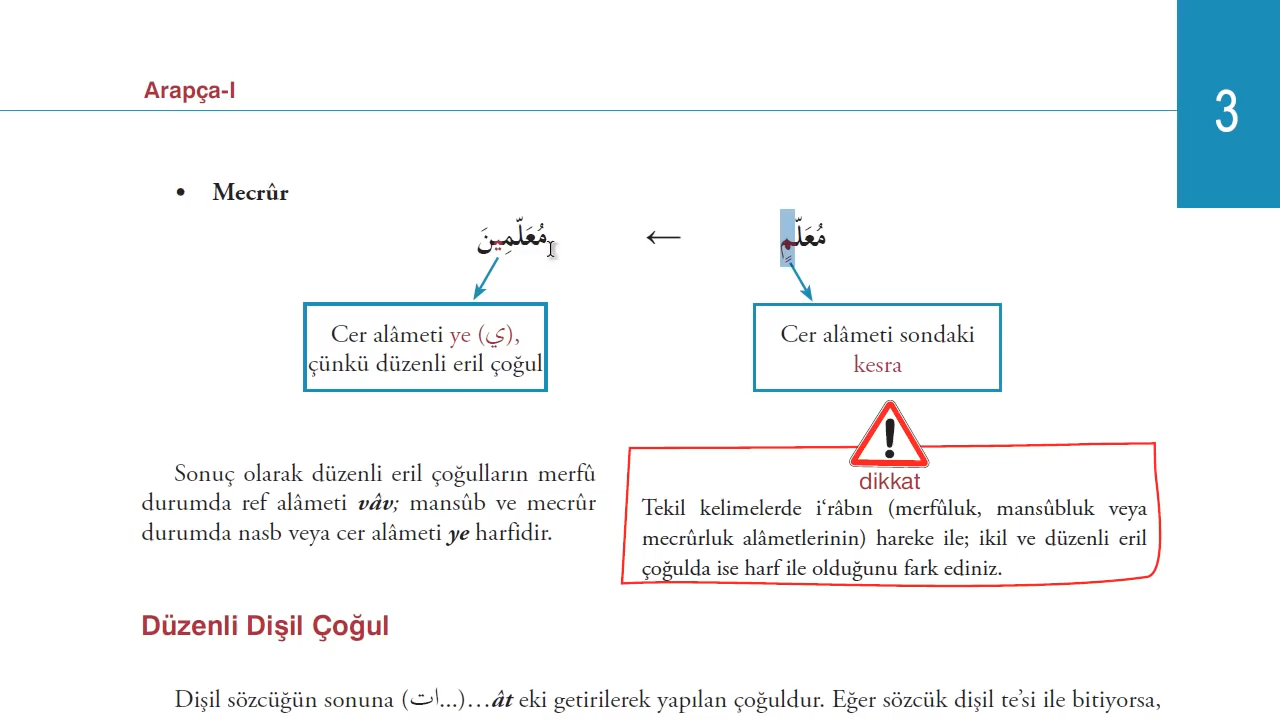 Arapça-I
3
• Mecrûr
مُعَلّمٍ ← مُعَلّمِينَ
Cer alâmeti ye (ي),
çünkü düzenli eril çoğul
Cer alâmeti sondaki
kesra
Sonuç olarak düzenli eril çoğulların merfû
durumda ref alâmeti vâv; mansûb ve mecrûr
durumda nasb veya cer alâmeti ye harfidir.
dikkat
Tekil kelimelerde i‘râbın (merfûluk, mansûbluk veya
mecrûrluk alâmetlerinin) hareke ile; ikil ve düzenli eril
çoğulda ise harf ile olduğunu fark ediniz.
Düzenli Dişil Çoğul
Dişil sözcüğün sonuna (ات...)…ât eki getirilerek yapılan çoğuldur. Eğer sözcük dişil te’si ile bitiyorsa,